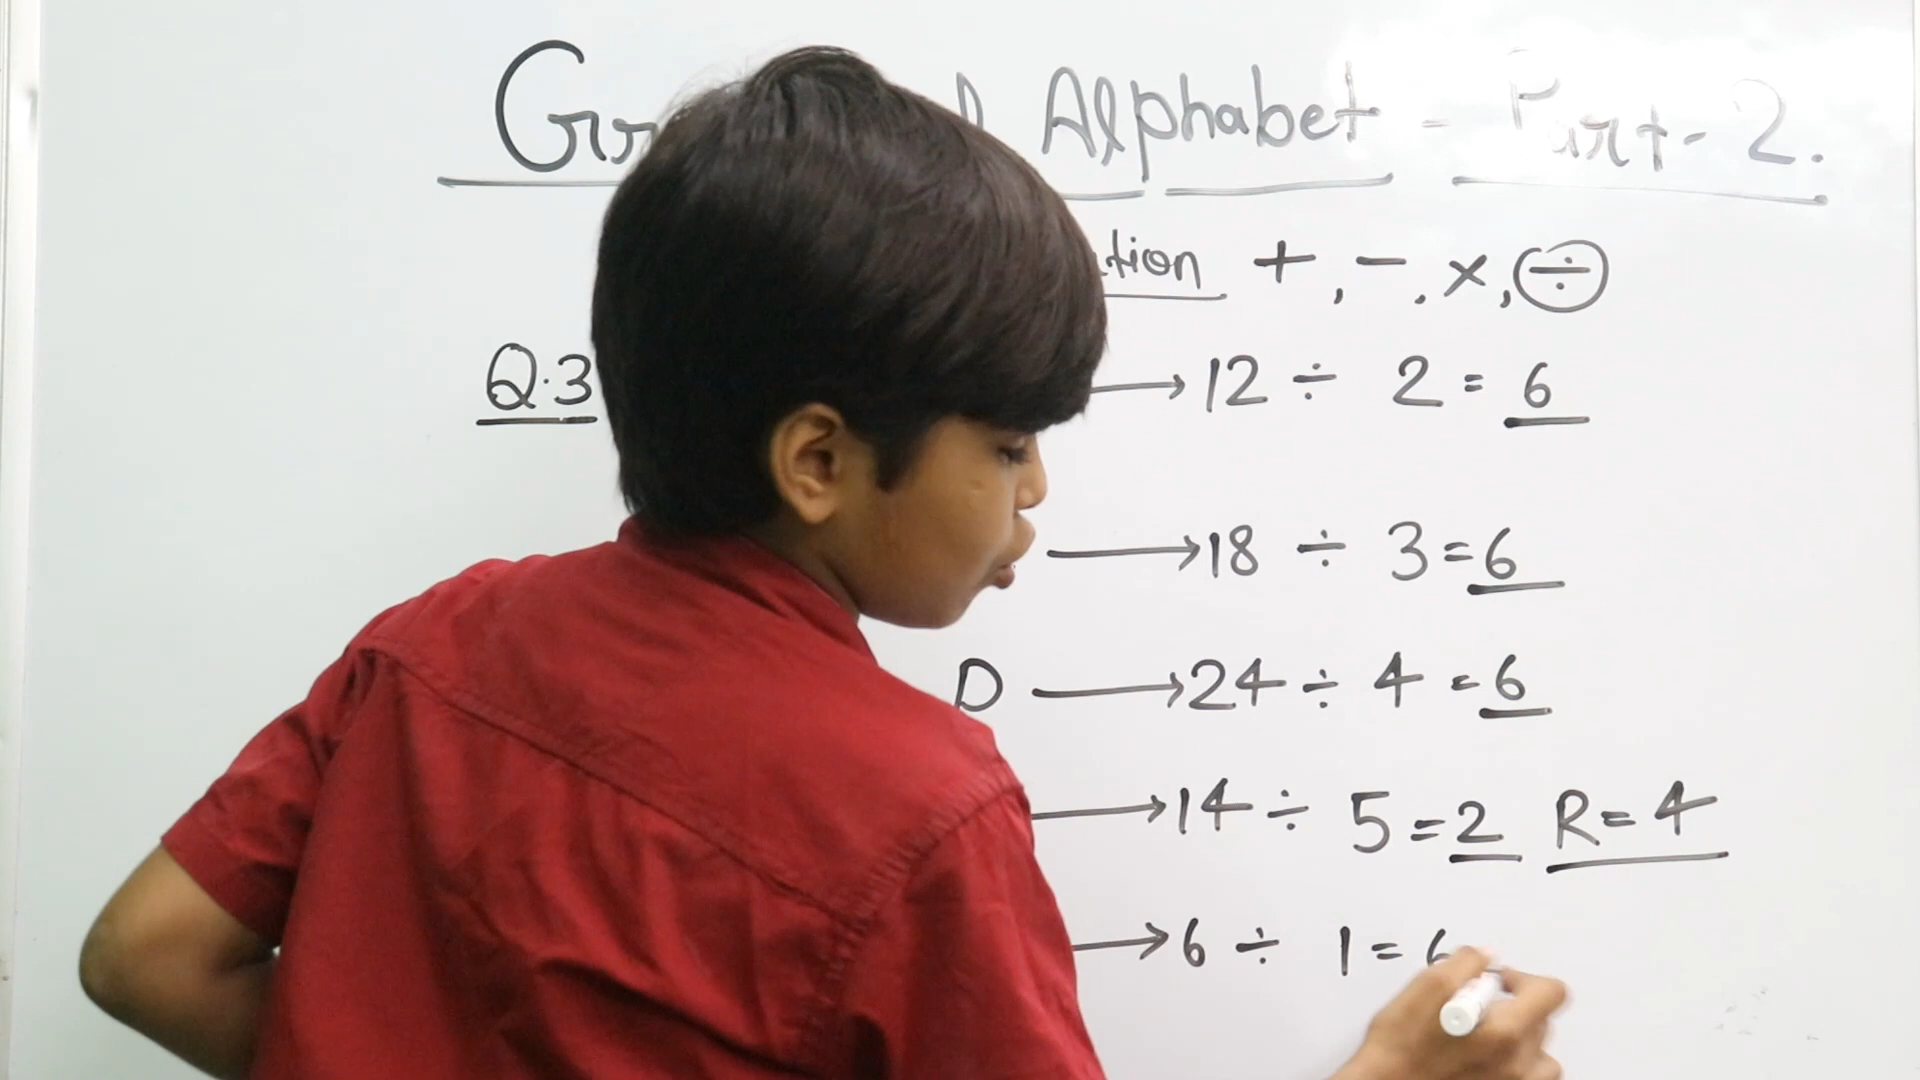 Alphabet - Part-2.
+, -, ×, ÷
Q.3 → 12 ÷ 2 = 6
→ 18 ÷ 3 = 6
D → 24 ÷ 4 = 6
→ 14 ÷ 5 = 2 R = 4
→ 6 ÷ 1 = 6